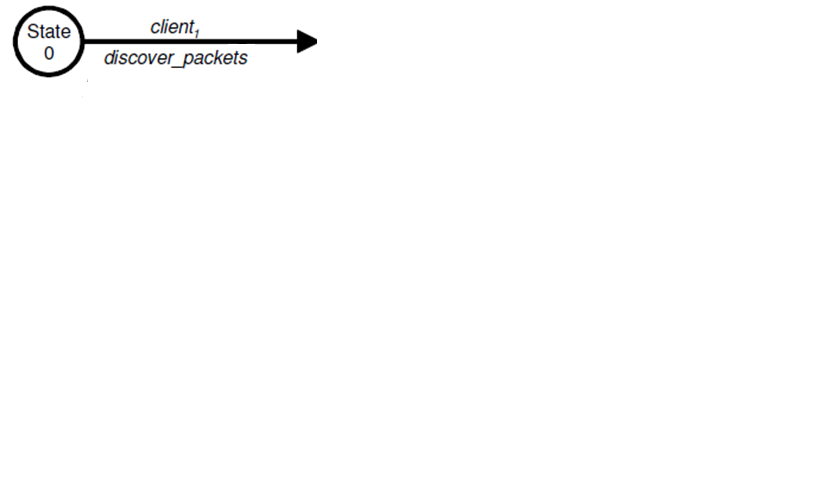 State
0
client₁
discover_packets